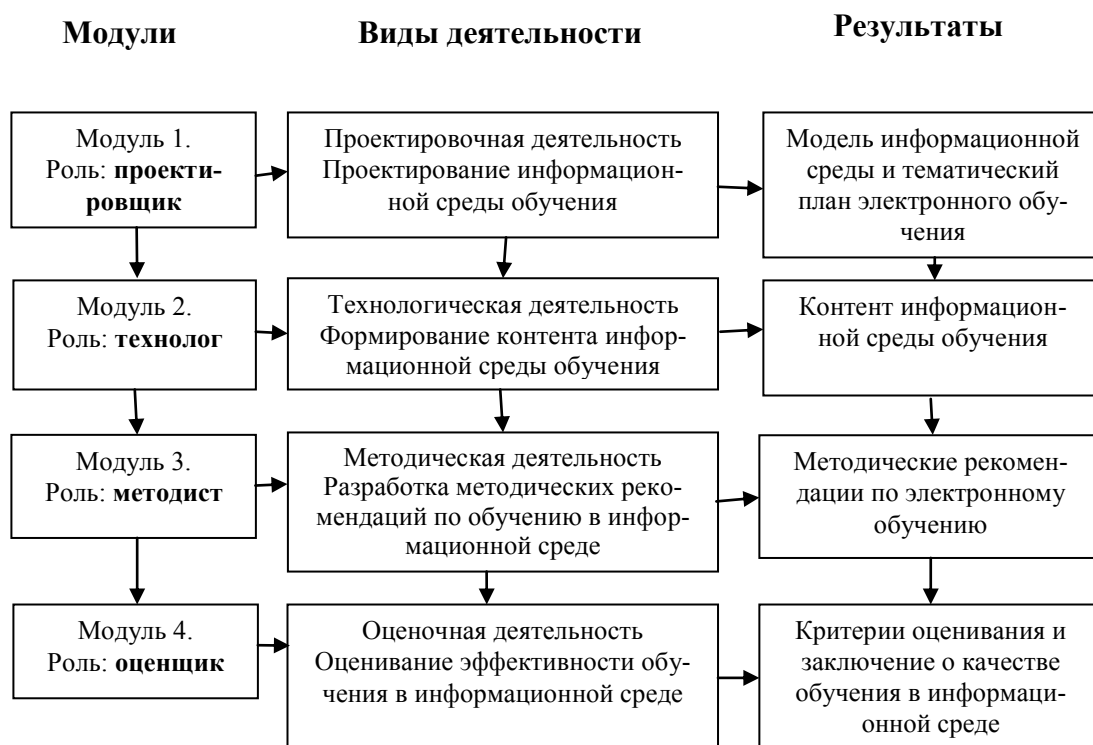 Модули
Виды деятельности
Результаты
Модуль 1.
Роль: проекти-
ровщик
Проектировочная деятельность
Проектирование информацион-
ной среды обучения
Модель информационной
среды и тематический
план электронного обу-
чения
Модуль 2.
Роль: технолог
Технологическая деятельность
Формирование контента инфор-
мационной среды обучения
Контент информацион-
ной среды обучения
Модуль 3.
Роль: методист
Методическая деятельность
Разработка методических реко-
мендаций по обучению в инфор-
мационной среде
Методические рекомен-
дации по электронному
обучению
Модуль 4.
Роль: оценщик
Оценочная деятельность
Оценивание эффективности обу-
чения в информационной среде
Критерии оценивания и
заключение о качестве
обучения в информаци-
онной среде